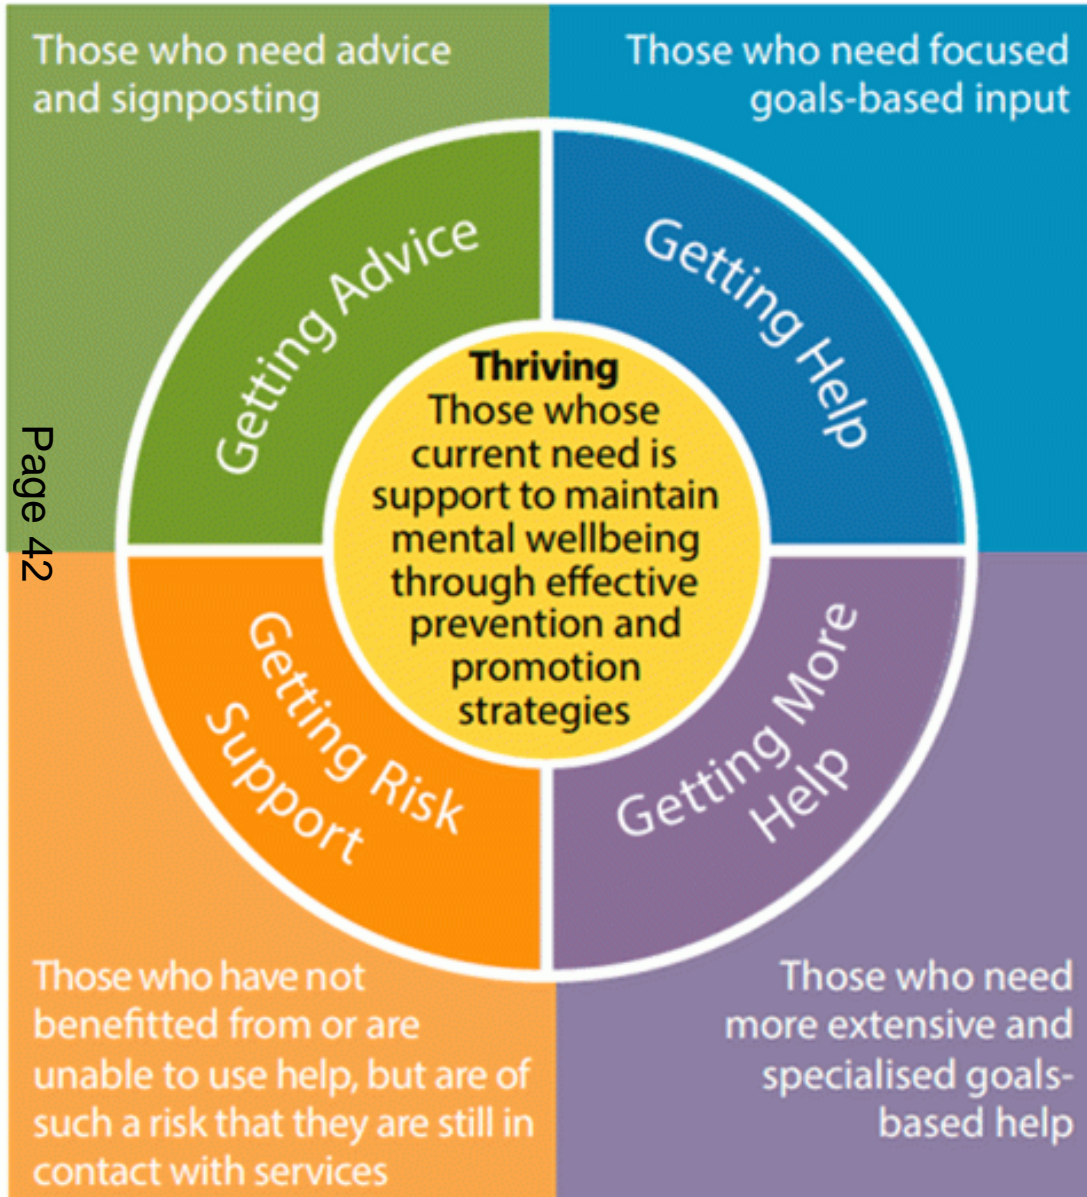 Those who need advice
and signposting
Those who need focused
goals-based input
Getting Advice
Getting Help
Thriving
Those whose
current need is
support to maintain
mental wellbeing
through effective
prevention and
promotion
strategies
Page 42
Getting Risk
Support
Getting More
Help
Those who have not
benefitted from or are
unable to use help, but are of
such a risk that they are still in
contact with services
Those who need
more extensive and
specialised goals-
based help